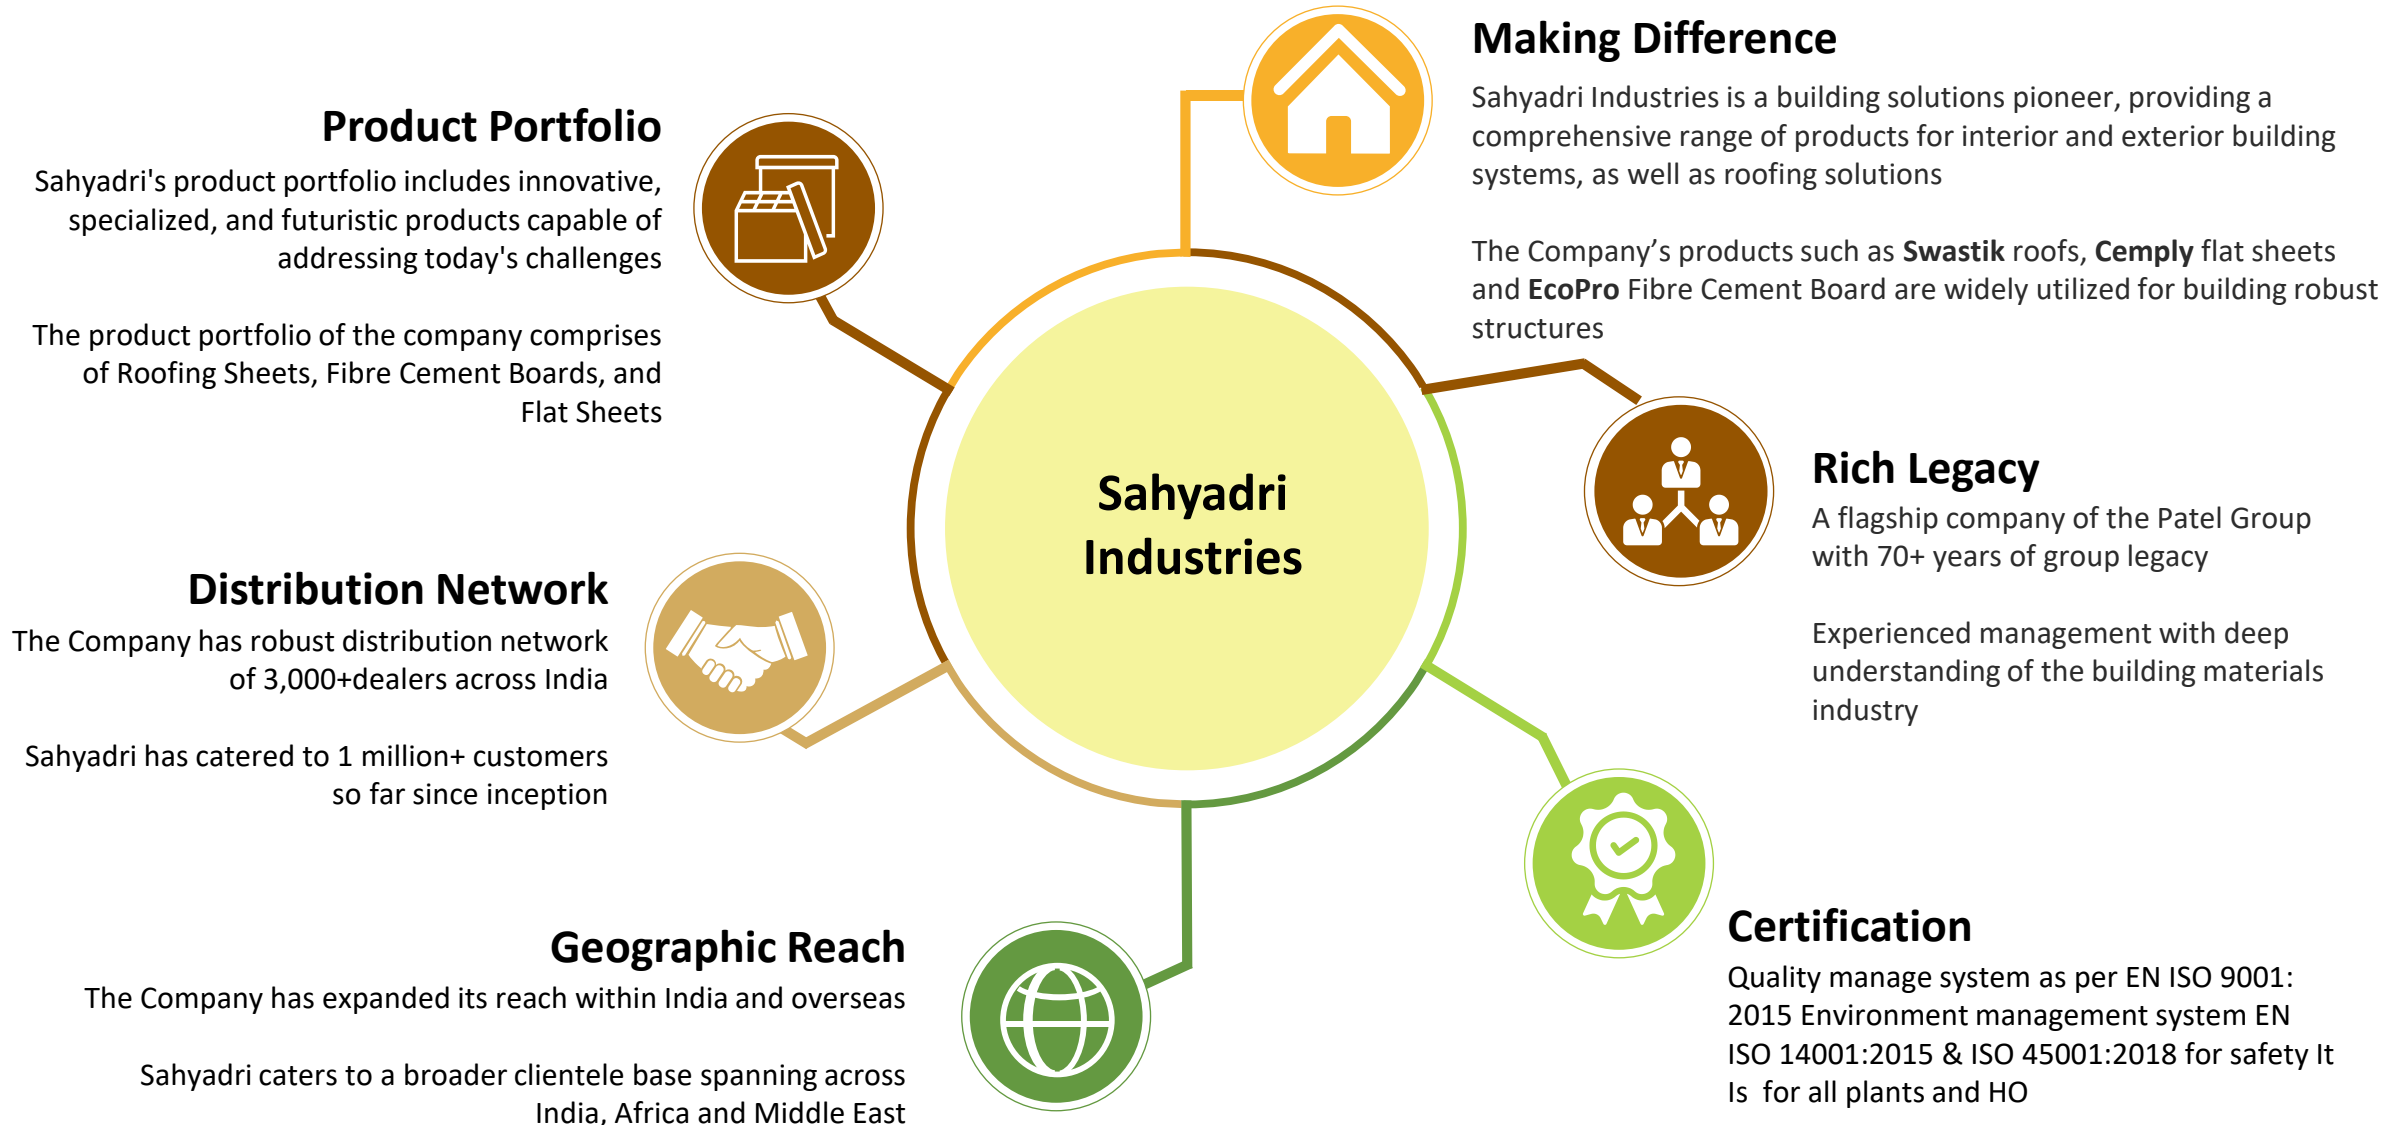 Making Difference
Sahyadri Industries is a building solutions pioneer, providing a
comprehensive range of products for interior and exterior building
systems, as well as roofing solutions
The Company’s products such as Swastik roofs, Cemply flat sheets
and EcoPro Fibre Cement Board are widely utilized for building robust
structures
Product Portfolio
Sahyadri's product portfolio includes innovative,
specialized, and futuristic products capable of
addressing today's challenges
The product portfolio of the company comprises
of Roofing Sheets, Fibre Cement Boards, and
Flat Sheets
Sahyadri
Industries
Rich Legacy
A flagship company of the Patel Group
with 70+ years of group legacy
Experienced management with deep
understanding of the building materials
industry
Distribution Network
The Company has robust distribution network
of 3,000+dealers across India
Sahyadri has catered to 1 million+ customers
so far since inception
Certification
Quality manage system as per EN ISO 9001:
2015 Environment management system EN
ISO 14001:2015 & ISO 45001:2018 for safety It
Is  for all plants and HO
Geographic Reach
The Company has expanded its reach within India and overseas
Sahyadri caters to a broader clientele base spanning across
India, Africa and Middle East